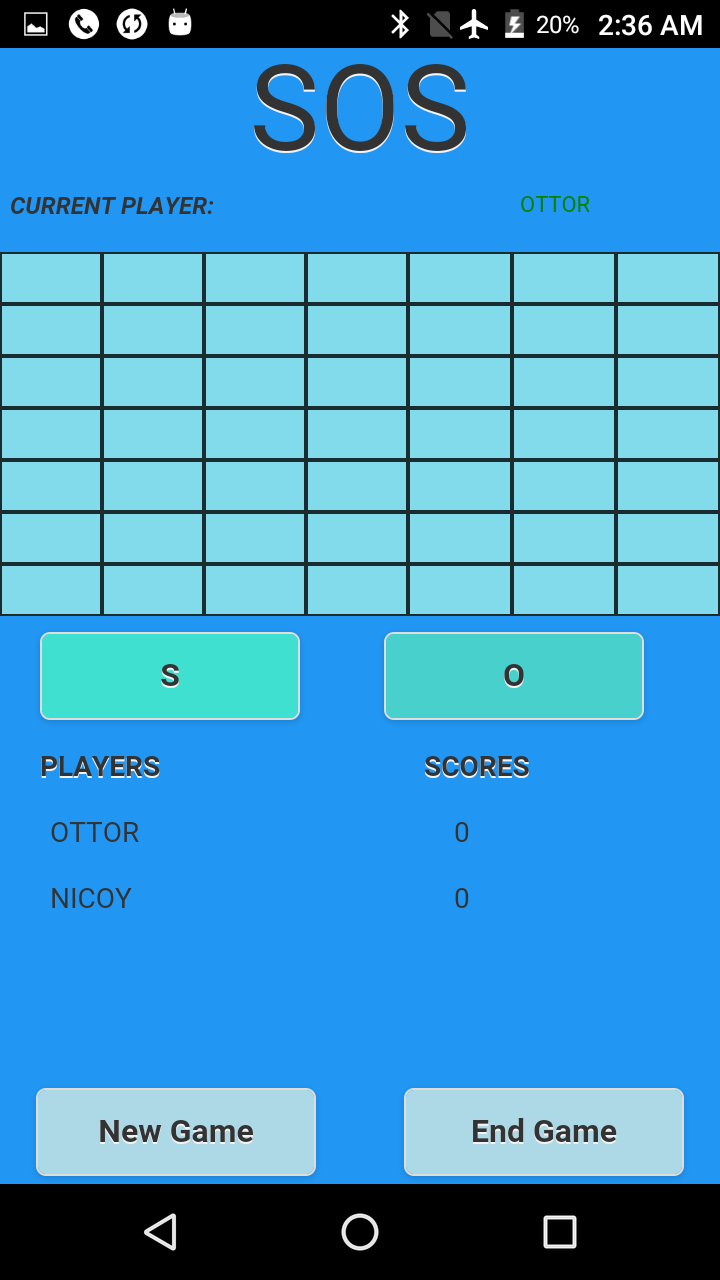 20% 2:36 AM
SOS
CURRENT PLAYER: OTTOR
S O
PLAYERS SCORES
OTTOR 0
NICOY 0
New Game End Game